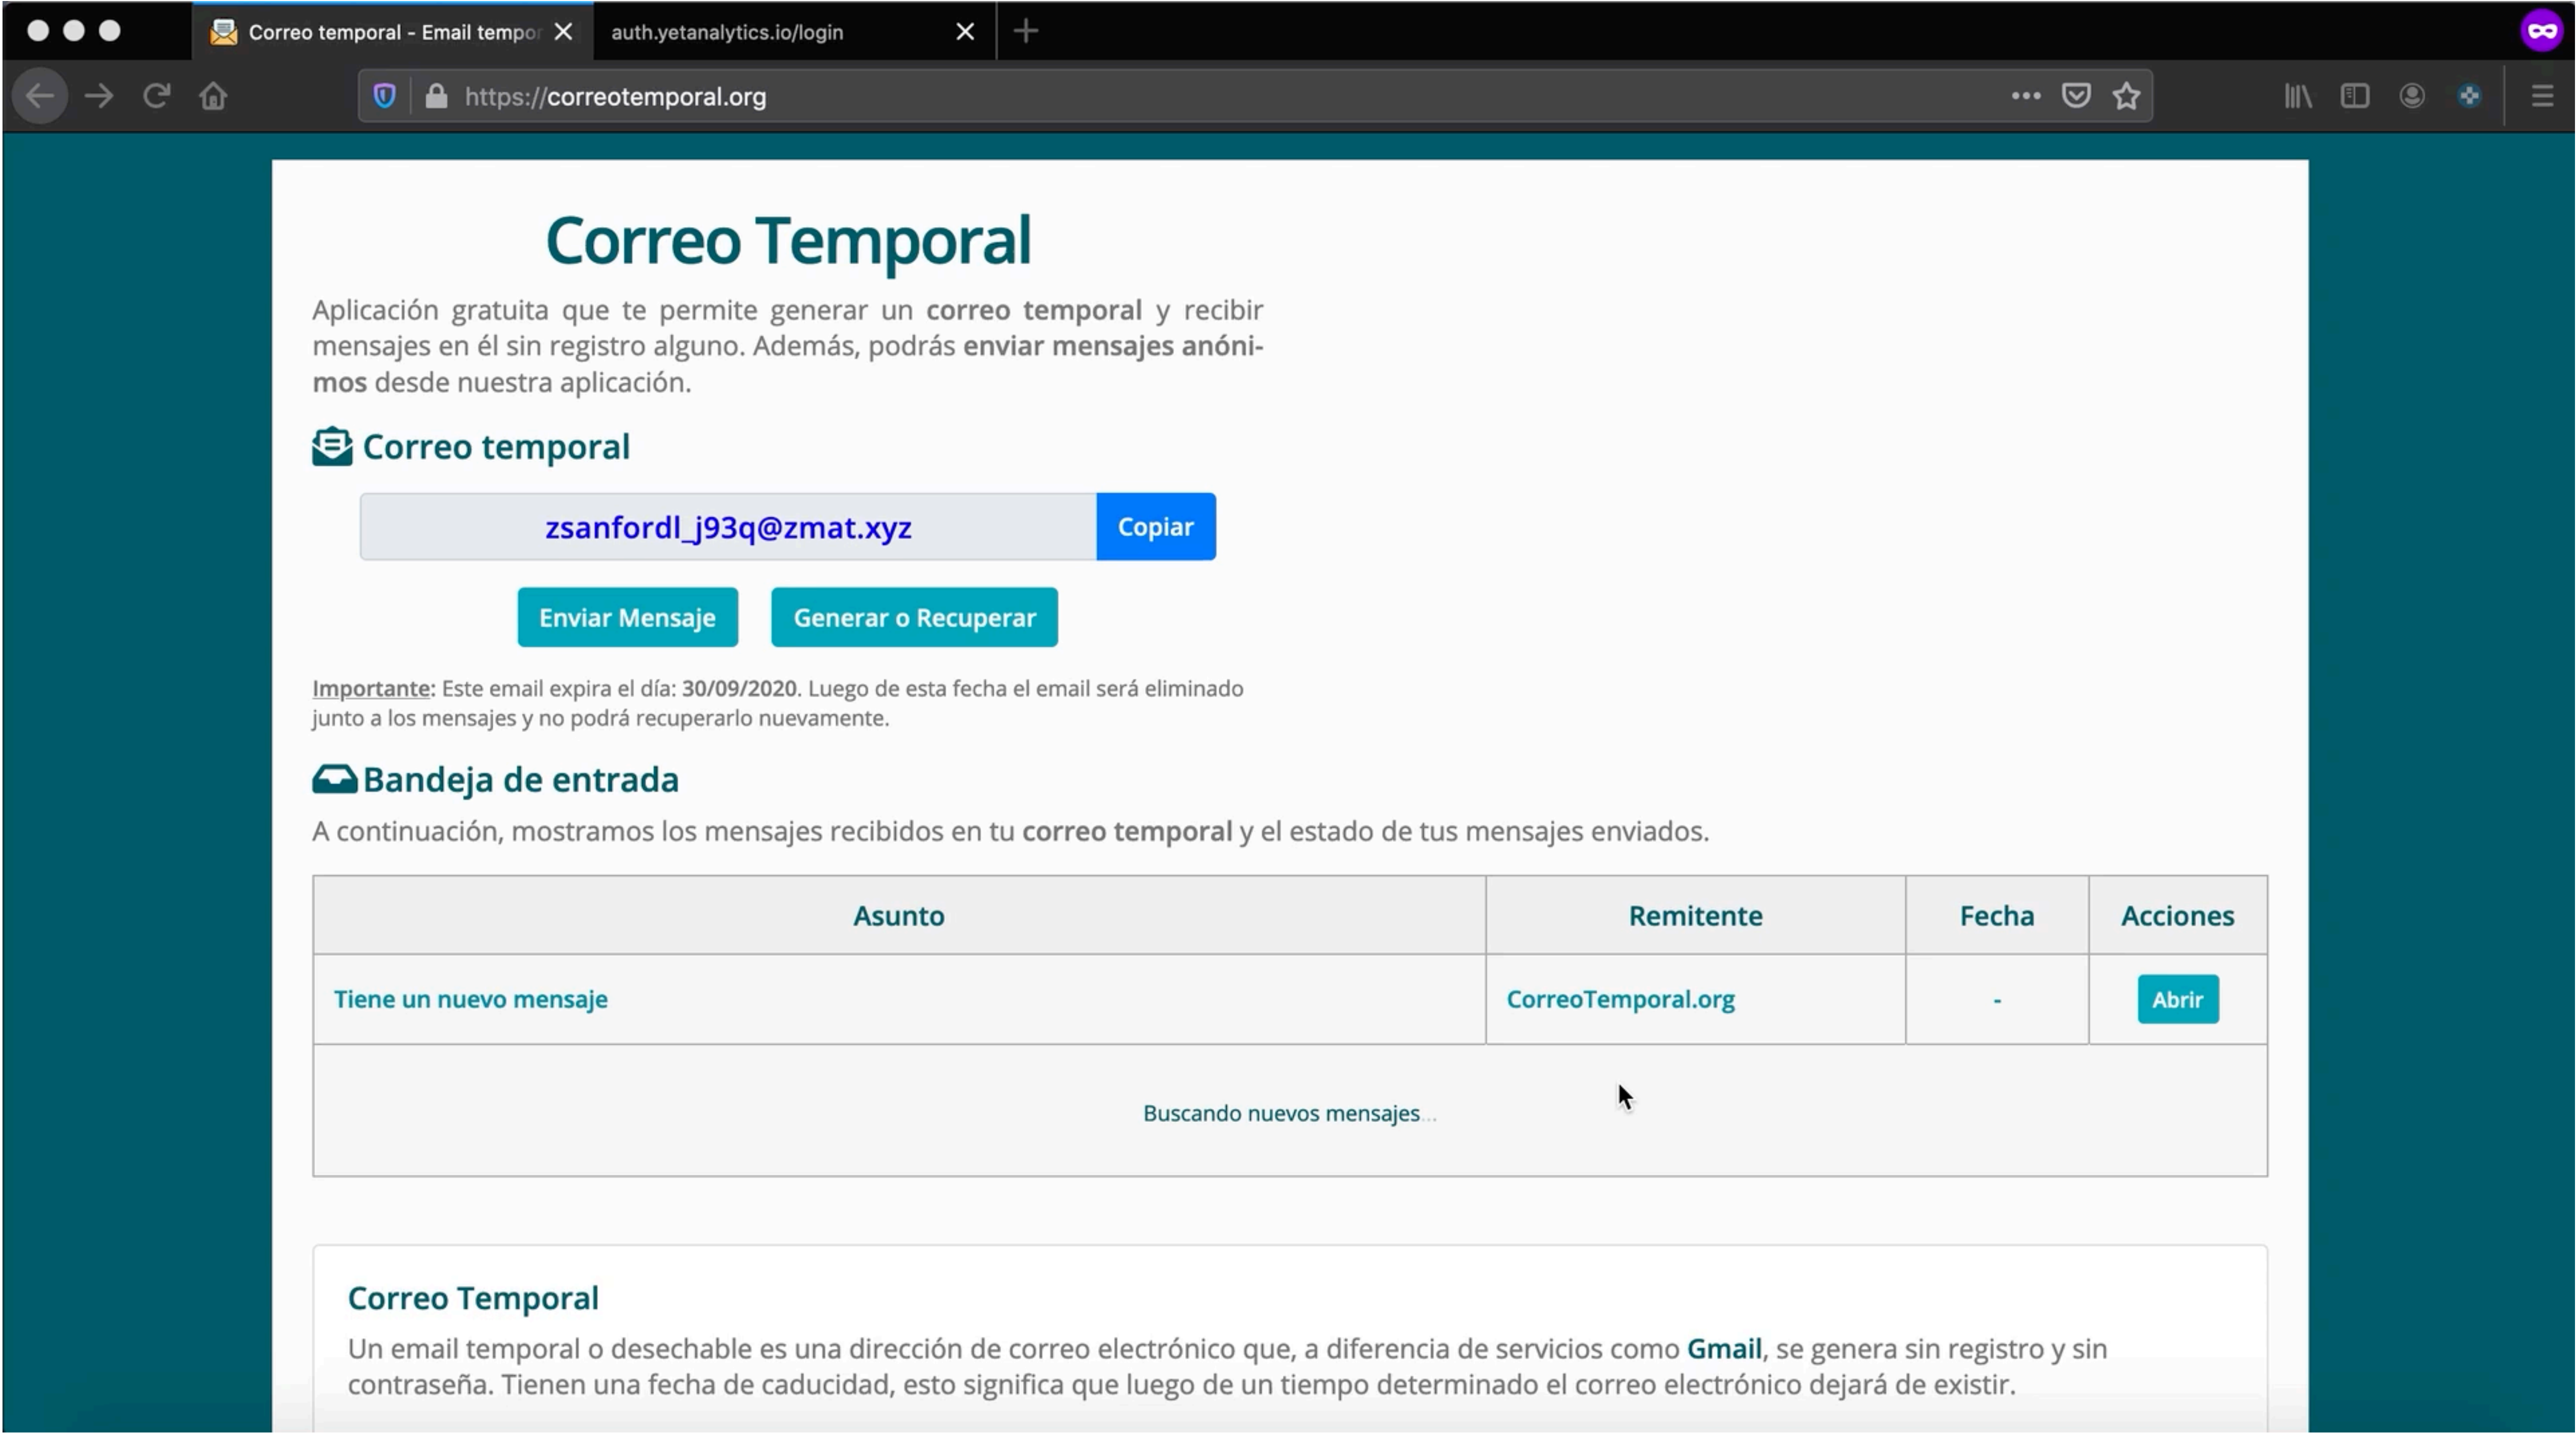 Correo temporal - Email tempor
auth.yetanalytics.io/login
https://correotemporal.org
Correo Temporal
Aplicación gratuita que te permite generar un correo temporal y recibir
mensajes en él sin registro alguno. Además, podrás enviar mensajes anóni-
mos desde nuestra aplicación.
Correo temporal
zsanfordl_j93q@zmat.xyz
Copiar
Enviar Mensaje
Generar o Recuperar
Importante: Este email expira el día: 30/09/2020. Luego de esta fecha el email será eliminado
junto a los mensajes y no podrá recuperarlo nuevamente.
Bandeja de entrada
A continuación, mostramos los mensajes recibidos en tu correo temporal y el estado de tus mensajes enviados.
Asunto Remitente Fecha Acciones
Tiene un nuevo mensaje CorreoTemporal.org - Abrir
Buscando nuevos mensajes...
Correo Temporal
Un email temporal o desechable es una dirección de correo electrónico que, a diferencia de servicios como Gmail, se genera sin registro y sin
contraseña. Tienen una fecha de caducidad, esto significa que luego de un tiempo determinado el correo electrónico dejará de existir.